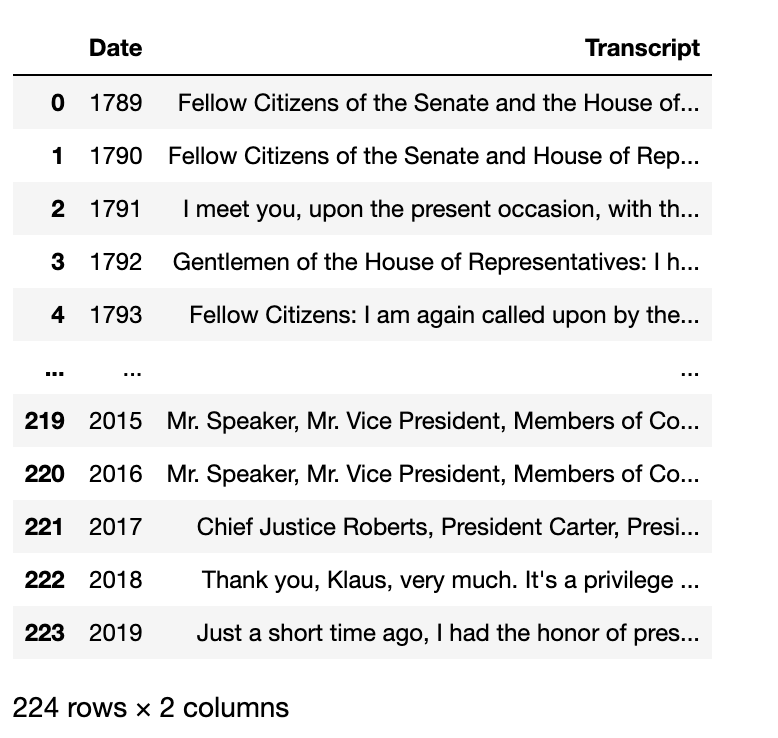 Date Transcript
0 1789 Fellow Citizens of the Senate and the House of...
1 1790 Fellow Citizens of the Senate and House of Rep...
2 1791 I meet you, upon the present occasion, with th...
3 1792 Gentlemen of the House of Representatives: I h...
4 1793 Fellow Citizens: I am again called upon by the...
... ... ...
219 2015 Mr. Speaker, Mr. Vice President, Members of Co...
220 2016 Mr. Speaker, Mr. Vice President, Members of Co...
221 2017 Chief Justice Roberts, President Carter, Presi...
222 2018 Thank you, Klaus, very much. It's a privilege ...
223 2019 Just a short time ago, I had the honor of pres...
224 rows × 2 columns